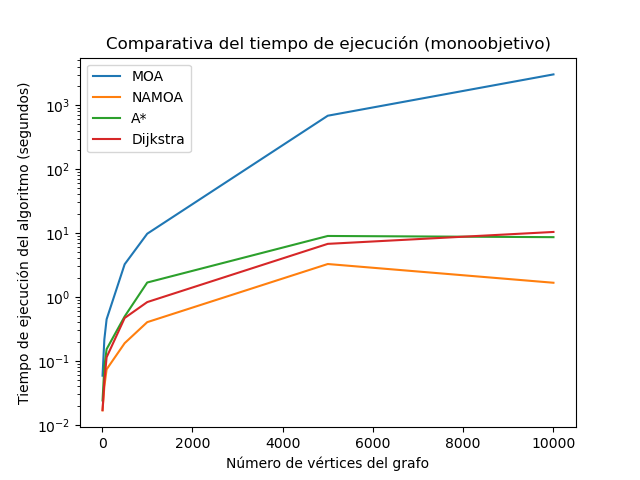 Comparativa del tiempo de ejecución (monoobjetivo)
MOA
NAMOA
A*
Dijkstra
Tiempo de ejecución del algoritmo (segundos)
10³
10²
10¹
10⁰
10⁻¹
10⁻²
0 2000 4000 6000 8000 10000
Número de vértices del grafo